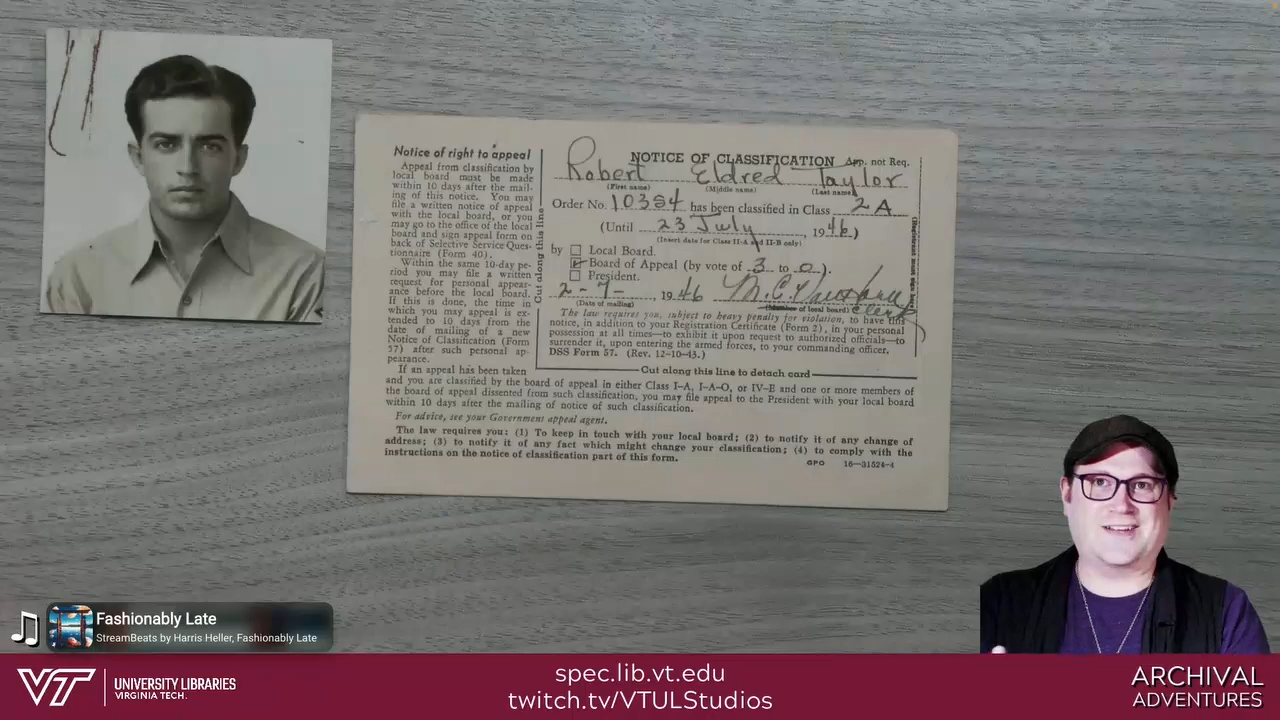 Notice of right to appeal
Appeal from classification by
local board must be made
within 10 days after the mail-
ing of this notice. You may
file a written notice of appeal
with the local board, or you
may go to the office of the local
board and sign appeal form on
back of Selective Service Ques-
tionnaire (Form 40).
Within the same 10-day pe-
riod you may file a written
request for personal appear-
ance before the local board.
If this is done, the time in
which you may appeal is ex-
tended to 10 days from the
date of mailing of a new
Notice of Classification (Form
57) after such personal ap-
pearance.
If an appeal has been taken
and you are classified by the board of appeal in either Class I-A, I-A-O, or IV-E and one or more members of
the board of appeal dissented from such classification, you may file appeal to the President with your local board
within 10 days after the mailing of notice of such classification.
For advice, see your Government appeal agent.
The law requires you: (1) To keep in touch with your local board; (2) to notify it of any change of
address; (3) to notify it of any fact which might change your classification; (4) to comply with the
instructions on the notice of classification part of this form.
GPO 16—31524-4
Cut along this line
NOTICE OF CLASSIFICATION App. not Req.
Robert Eldred Taylor
(First name) (Middle name) (Last name)
Order No. 10384 has been classified in Class 2A
(Until 23 July, 1946)
(Insert date for Class II-A and II-B only)
by Local Board.
Board of Appeal (by vote of 3 to 0).
President.
2-7-, 1946
(Date of mailing) of local board) Clerk
The law requires you, subject to heavy penalty for violation, to have this
notice, in addition to your Registration Certificate (Form 2), in your personal
possession at all times—to exhibit it upon request to authorized officials—to
surrender it, upon entering the armed forces, to your commanding officer.
DSS Form 57. (Rev. 12-10-43.)
Cut along this line to detach card
Fashionably Late
StreamBeats by Harris Heller, Fashionably Late
VT UNIVERSITY LIBRARIES
VIRGINIA TECH.
spec.lib.vt.edu
twitch.tv/VTULStudios
ARCHIVAL
ADVENTURES